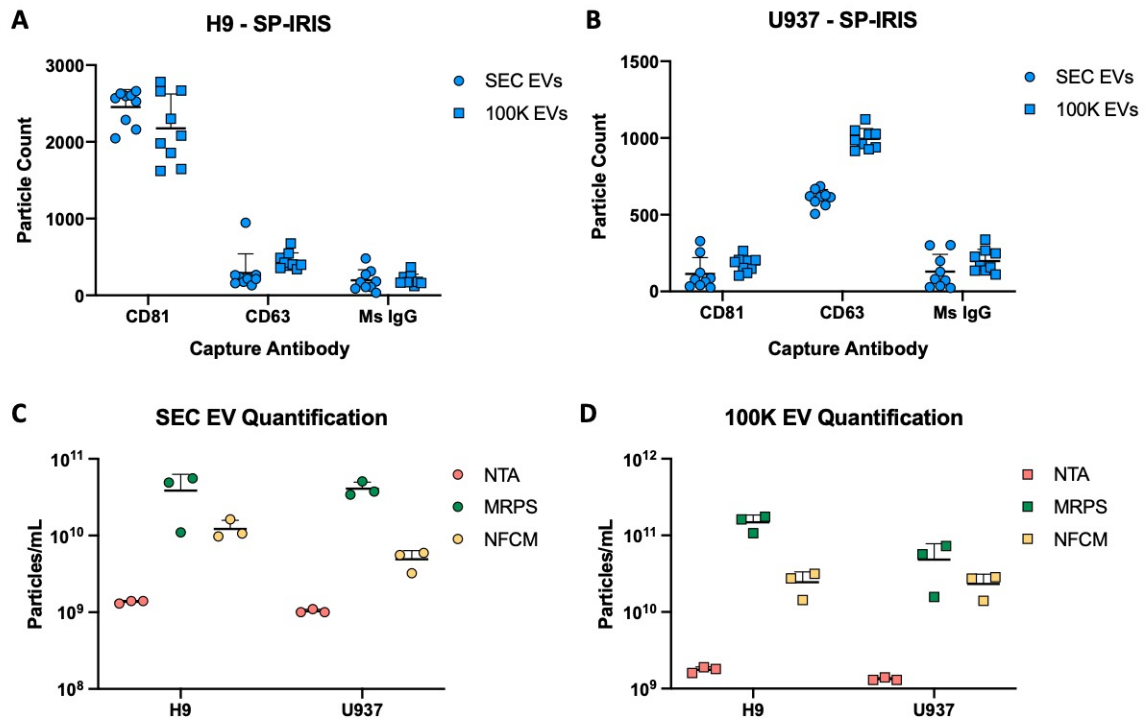 A
H9 - SP-IRIS
Particle Count
3000
2000
1000
0
CD81
CD63
Ms IgG
Capture Antibody
SEC EVs
100K EVs
B
U937 - SP-IRIS
Particle Count
1500
1000
500
0
CD81
CD63
Ms IgG
Capture Antibody
SEC EVs
100K EVs
C
SEC EV Quantification
Particles/mL
10¹¹
10¹⁰
10⁹
10⁸
H9
U937
NTA
MRPS
NFCM
D
100K EV Quantification
Particles/mL
10¹²
10¹¹
10¹⁰
10⁹
H9
U937
NTA
MRPS
NFCM